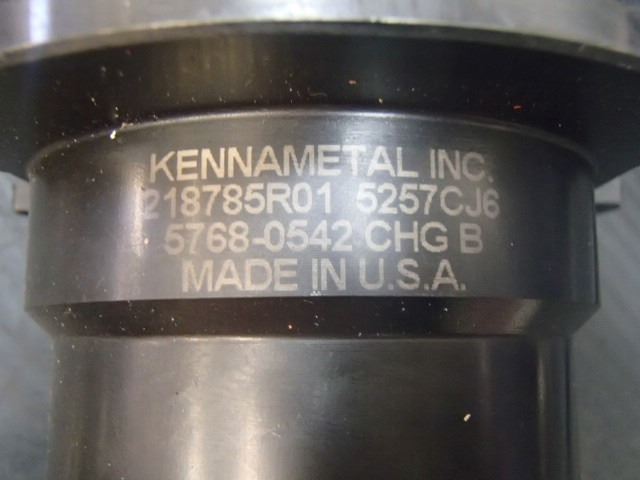 KENNAMETAL INC.
218785R01 5257CJ6
5768-0542 CHG B
MADE IN U.S.A.